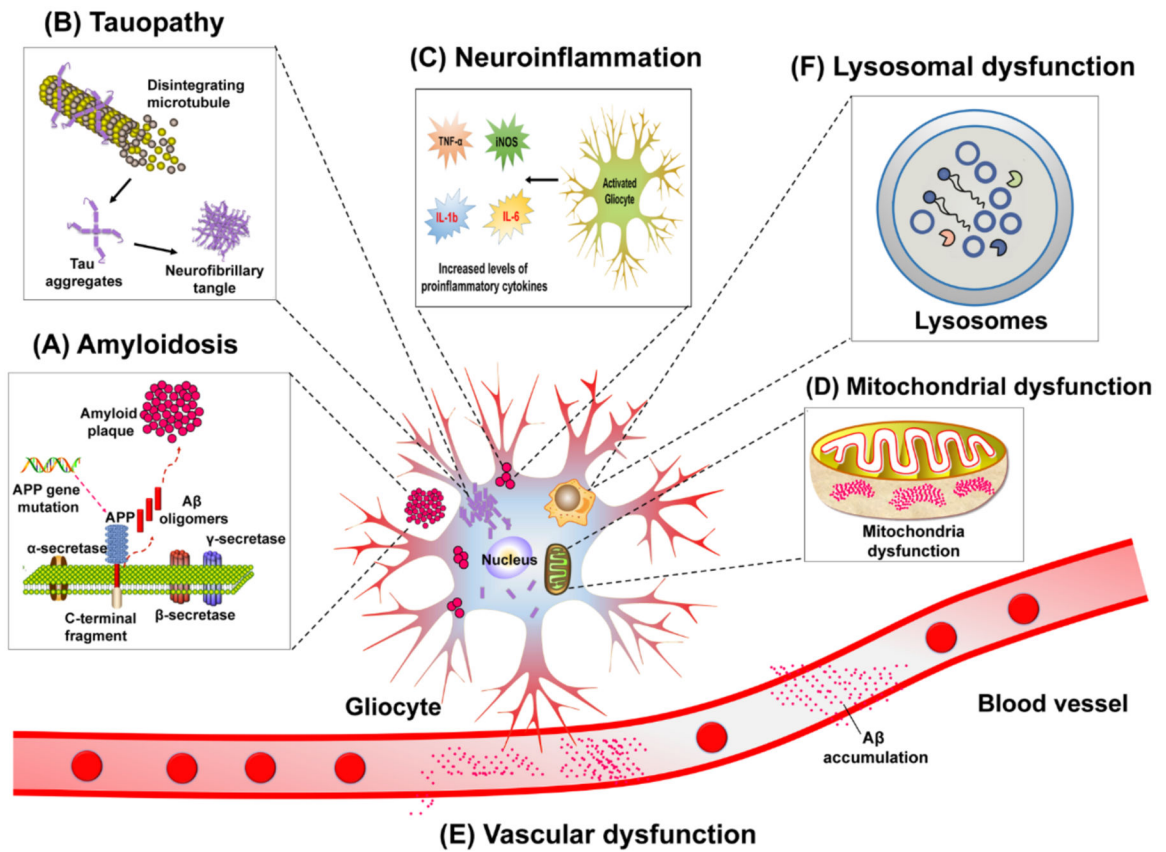 (B) Tauopathy
Disintegrating
microtubule
Tau
aggregates
Neurofibrillary
tangle
(C) Neuroinflammation
TNF-α
iNOS
IL-1b
IL-6
Activated
Gliocyte
Increased levels of
proinflammatory cytokines
(F) Lysosomal dysfunction
Lysosomes
(A) Amyloidosis
Amyloid
plaque
APP gene
mutation
APP
Aβ
oligomers
α-secretase
γ-secretase
C-terminal
fragment
β-secretase
Nucleus
(D) Mitochondrial dysfunction
Mitochondria
dysfunction
Gliocyte
Blood vessel
Aβ
accumulation
(E) Vascular dysfunction